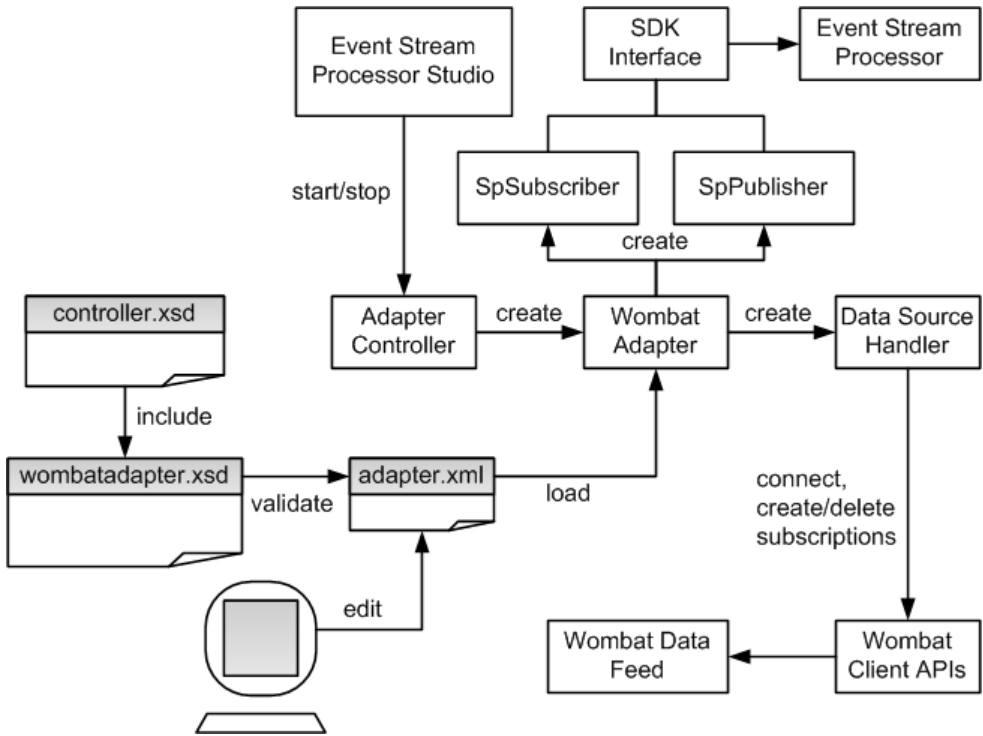 Event Stream
Processor Studio
SDK
Interface
Event Stream
Processor
start/stop
SpSubscriber
SpPublisher
create
controller.xsd
Adapter
Controller
create
Wombat
Adapter
create
Data Source
Handler
include
wombatadapter.xsd
validate
adapter.xml
load
connect,
create/delete
subscriptions
edit
Wombat Data
Feed
Wombat
Client APIs